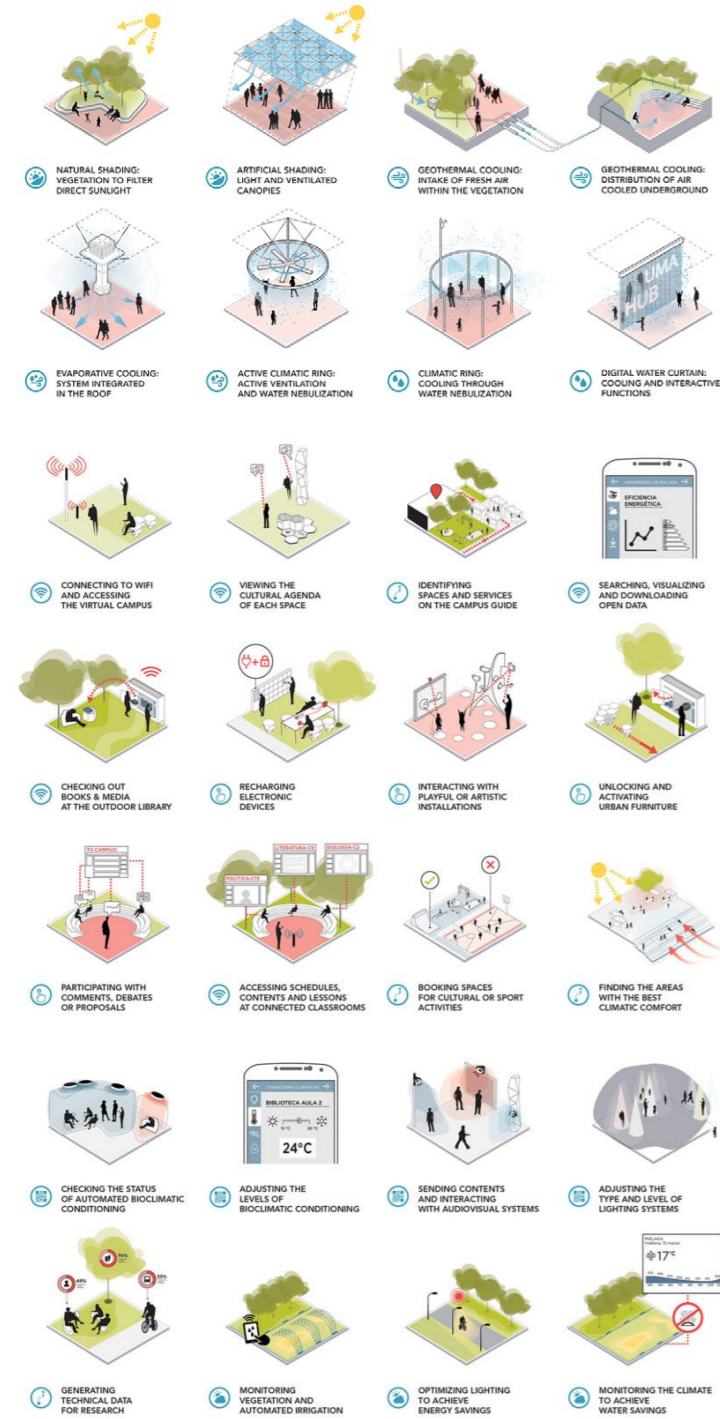 NATURAL SHADING:
VEGETATION TO FILTER
DIRECT SUNLIGHT
ARTIFICIAL SHADING:
LIGHT AND VENTILATED
CANOPIES
GEOTHERMAL COOLING:
INTAKE OF FRESH AIR
WITHIN THE VEGETATION
GEOTHERMAL COOLING:
DISTRIBUTION OF AIR
COOLED UNDERGROUND
UMA
HUB
EVAPORATIVE COOLING:
SYSTEM INTEGRATED
IN THE ROOF
ACTIVE CLIMATIC RING:
ACTIVE VENTILATION
AND WATER NEBULIZATION
CLIMATIC RING:
COOLING THROUGH
WATER NEBULIZATION
DIGITAL WATER CURTAIN:
COOLING AND INTERACTIVE
FUNCTIONS
UNIVERSIDAD DE MÁLAGA
EFICIENCIA
ENERGÉTICA
CONNECTING TO WIFI
AND ACCESSING
THE VIRTUAL CAMPUS
VIEWING THE
CULTURAL AGENDA
OF EACH SPACE
IDENTIFYING
SPACES AND SERVICES
ON THE CAMPUS GUIDE
SEARCHING, VISUALIZING
AND DOWNLOADING
OPEN DATA
CHECKING OUT
BOOKS & MEDIA
AT THE OUTDOOR LIBRARY
RECHARGING
ELECTRONIC
DEVICES
INTERACTING WITH
PLAYFUL OR ARTISTIC
INSTALLATIONS
UNLOCKING AND
ACTIVATING
URBAN FURNITURE
TU CAMPUS!
LITERATURA-C9
BIOLOGIA-C2
POLÍTICA-C15
PARTICIPATING WITH
COMMENTS, DEBATES
OR PROPOSALS
ACCESSING SCHEDULES,
CONTENTS AND LESSONS
AT CONNECTED CLASSROOMS
BOOKING SPACES
FOR CULTURAL OR SPORT
ACTIVITIES
FINDING THE AREAS
WITH THE BEST
CLIMATIC COMFORT
CONDICIONES CLIMÁTICAS
BIBLIOTECA AULA 2
24°C
CHECKING THE STATUS
OF AUTOMATED BIOCLIMATIC
CONDITIONING
ADJUSTING THE
LEVELS OF
BIOCLIMATIC CONDITIONING
SENDING CONTENTS
AND INTERACTING
WITH AUDIOVISUAL SYSTEMS
ADJUSTING THE
TYPE AND LEVEL OF
LIGHTING SYSTEMS
70%
49%
33%
MÁLAGA
17°C
GENERATING
TECHNICAL DATA
FOR RESEARCH
MONITORING
VEGETATION AND
AUTOMATED IRRIGATION
OPTIMIZING LIGHTING
TO ACHIEVE
ENERGY SAVINGS
MONITORING THE CLIMATE
TO ACHIEVE
WATER SAVINGS